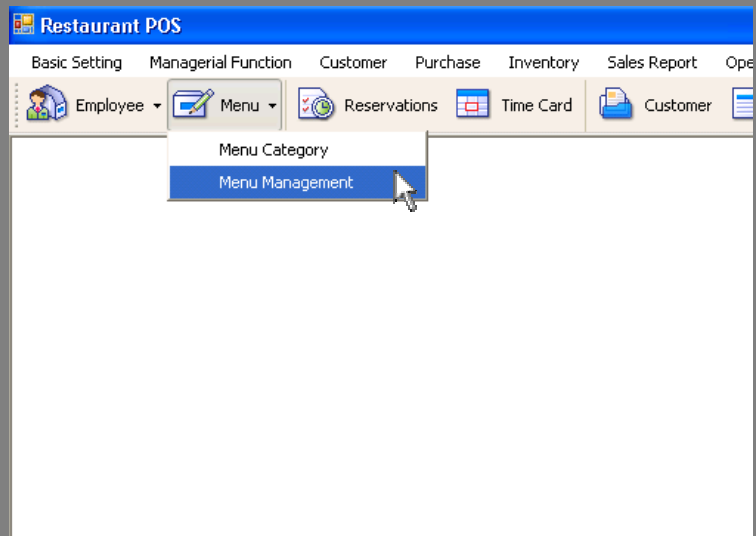 Restaurant POS
Basic Setting Managerial Function Customer Purchase Inventory Sales Report
Employee Menu Reservations Time Card Customer
Menu Category
Menu Management